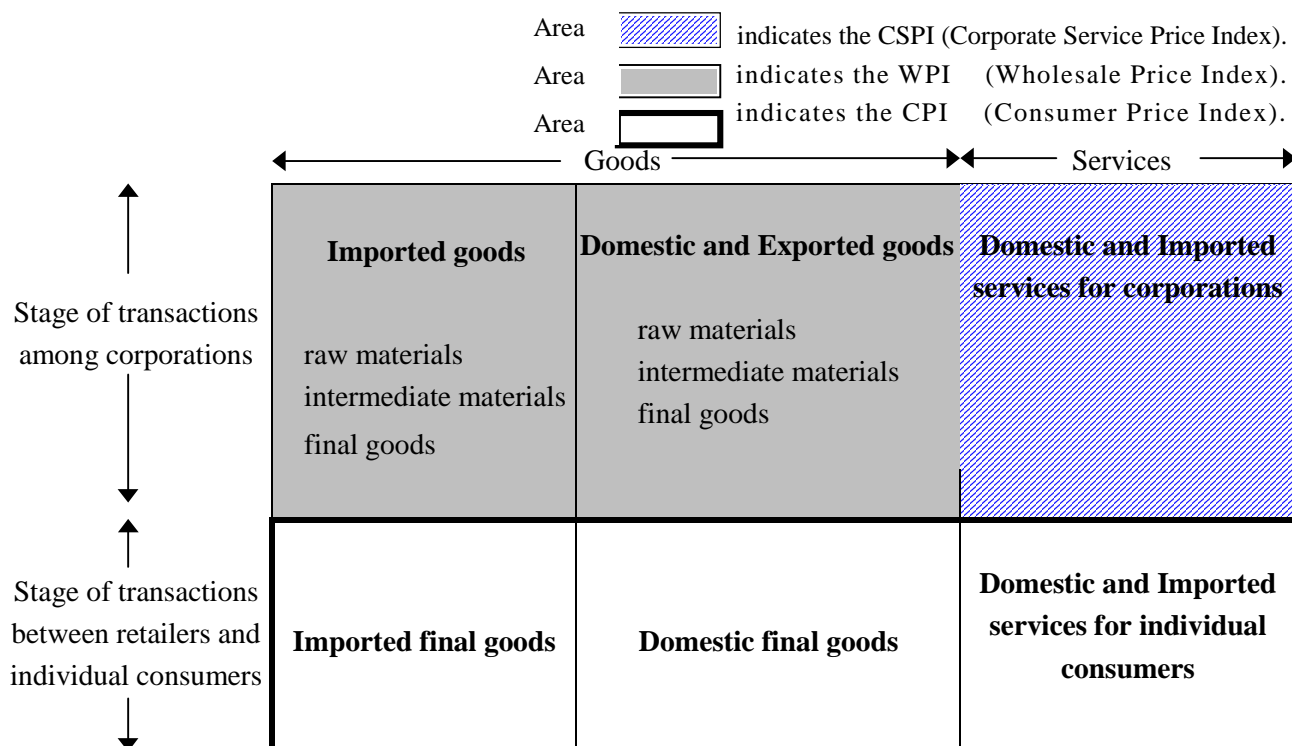 Area indicates the CSPI (Corporate Service Price Index).
Area indicates the WPI (Wholesale Price Index).
Area indicates the CPI (Consumer Price Index).
Goods
Services
Stage of transactions
among corporations
Imported goods
raw materials
intermediate materials
final goods
Domestic and Exported goods
raw materials
intermediate materials
final goods
Domestic and Imported
services for corporations
Stage of transactions
between retailers and
individual consumers
Imported final goods
Domestic final goods
Domestic and Imported
services for individual
consumers